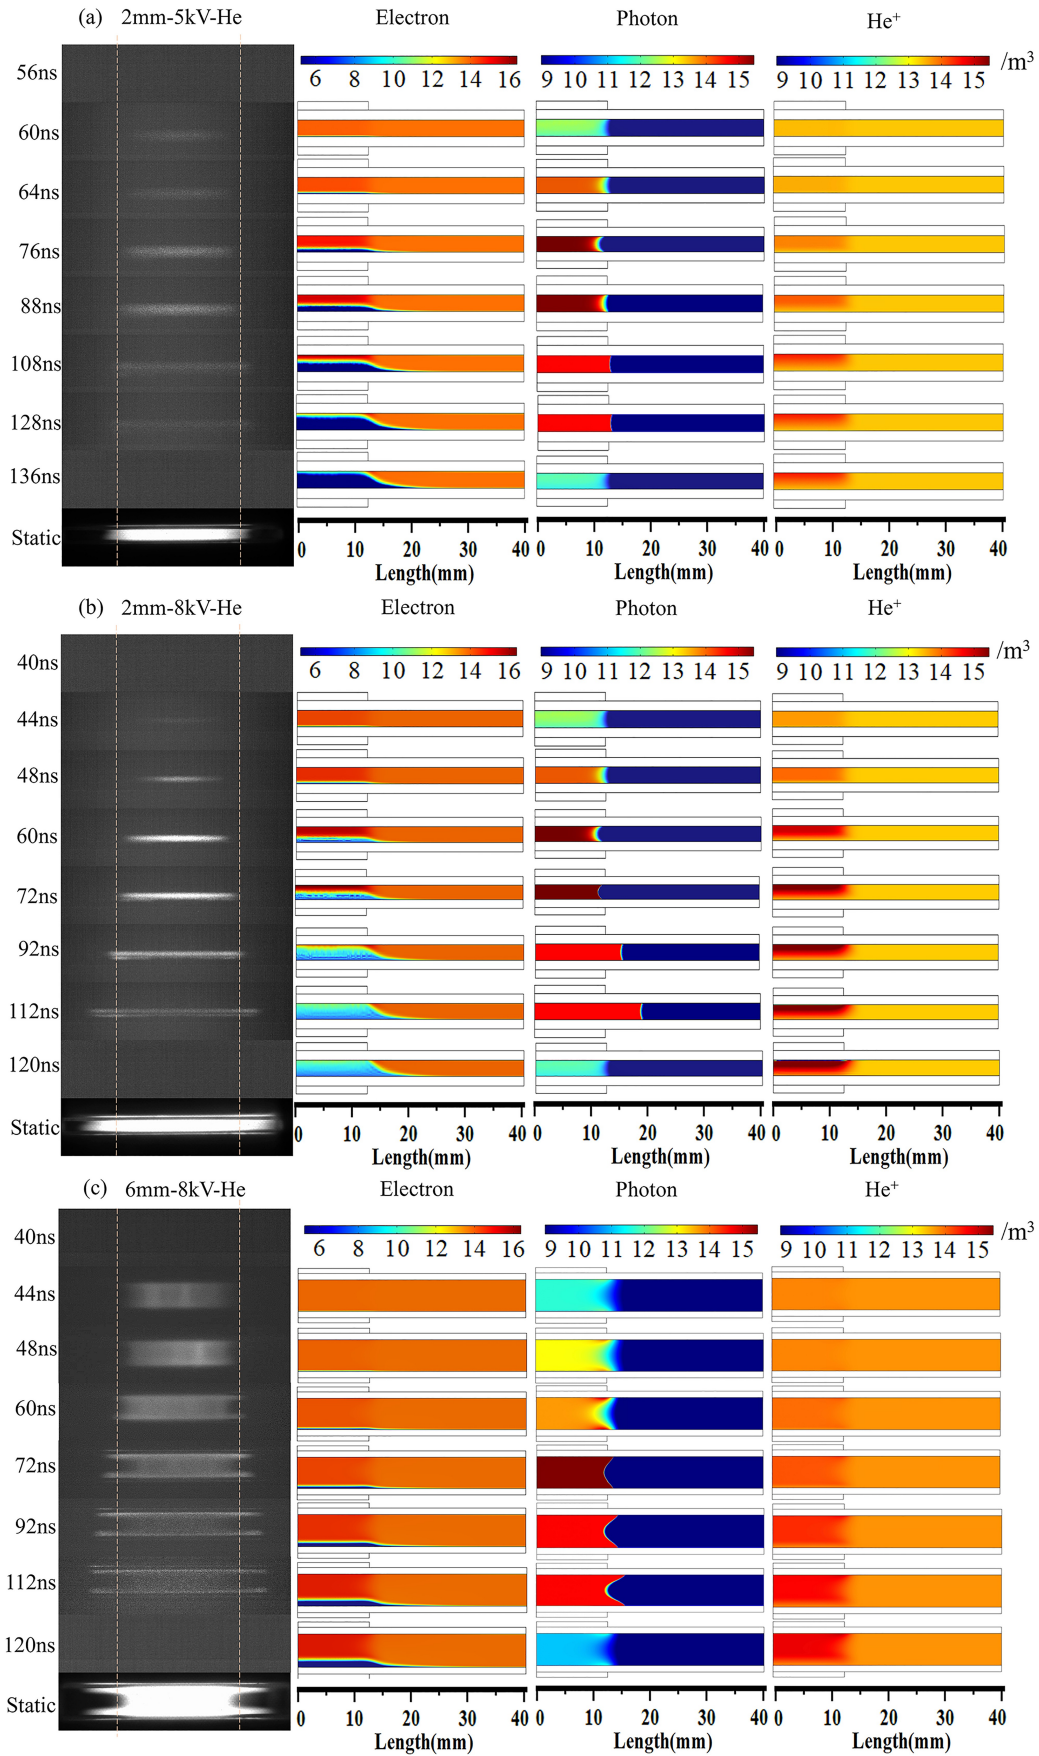 (a) 2mm-5kV-He Electron Photon He+
6 8 10 12 14 16 9 10 11 12 13 14 15 9 10 11 12 13 14 15 /m3
56ns
60ns
64ns
76ns
88ns
108ns
128ns
136ns
Static
0 10 20 30 40 0 10 20 30 40 0 10 20 30 40
Length(mm) Length(mm) Length(mm)
(b) 2mm-8kV-He Electron Photon He+
6 8 10 12 14 16 9 10 11 12 13 14 15 9 10 11 12 13 14 15 /m3
40ns
44ns
48ns
60ns
72ns
92ns
112ns
120ns
Static
0 10 20 30 40 0 10 20 30 40 0 10 20 30 40
Length(mm) Length(mm) Length(mm)
(c) 6mm-8kV-He Electron Photon He+
6 8 10 12 14 16 9 10 11 12 13 14 15 9 10 11 12 13 14 15 /m3
40ns
44ns
48ns
60ns
72ns
92ns
112ns
120ns
Static
0 10 20 30 40 0 10 20 30 40 0 10 20 30 40
Length(mm) Length(mm) Length(mm)